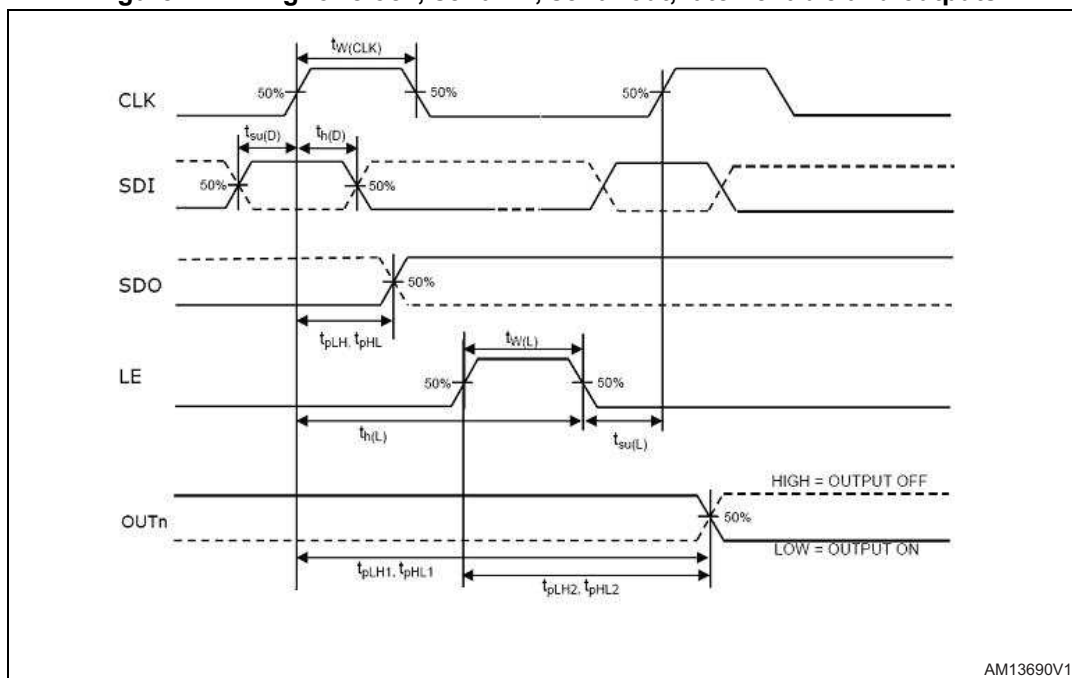 tW(CLK)
CLK
50%
50%
50%
tsu(D)
th(D)
SDI
50%
50%
SDO
50%
tpLH, tpHL
tW(L)
LE
50%
50%
th(L)
tsu(L)
HIGH = OUTPUT OFF
OUTn
50%
LOW = OUTPUT ON
tpLH1, tpHL1
tpLH2, tpHL2
AM13690V1